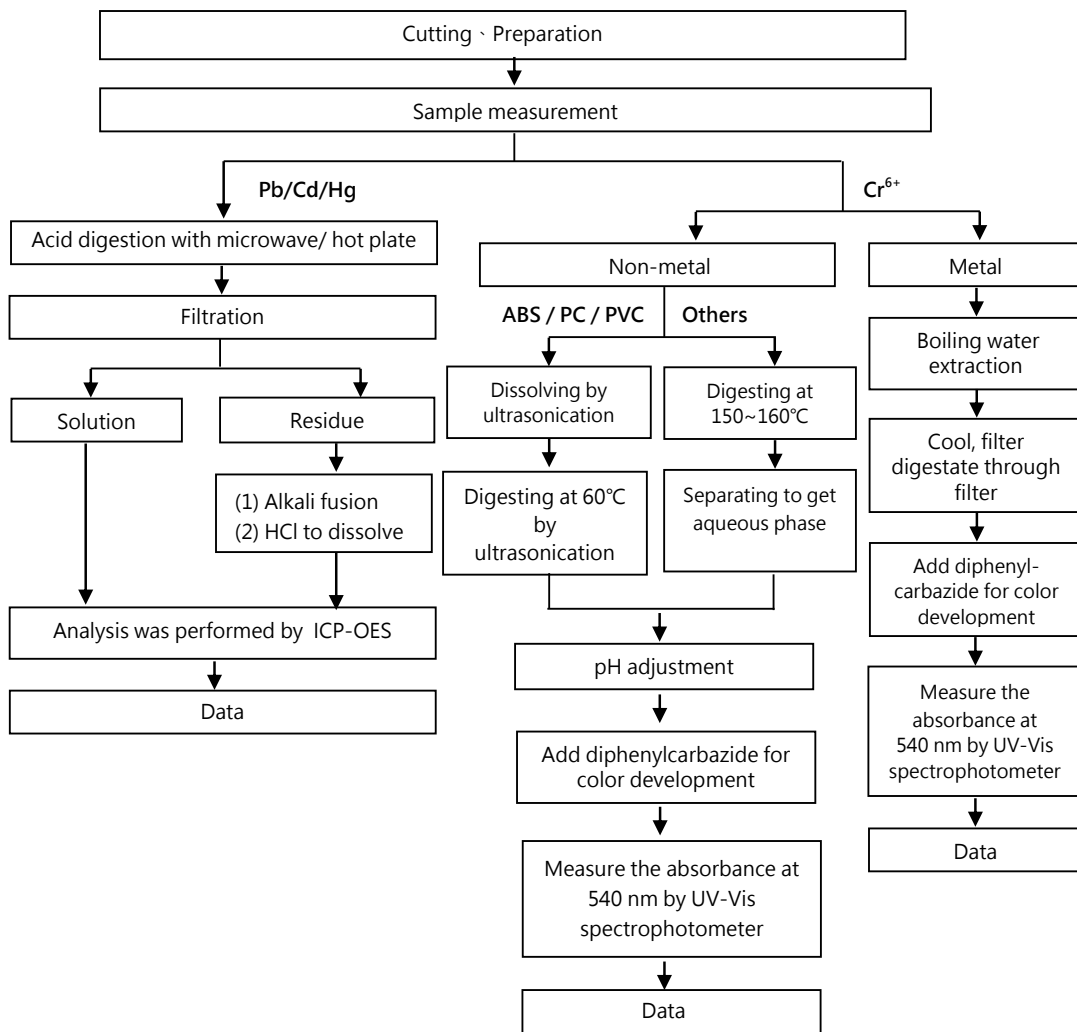 Cutting、Preparation
Sample measurement
Pb/Cd/Hg
Acid digestion with microwave/ hot plate
Filtration
Solution
Residue
(1) Alkali fusion
(2) HCl to dissolve
Analysis was performed by ICP-OES
Data
Cr⁶⁺
Non-metal
ABS / PC / PVC
Others
Dissolving by
ultrasonication
Digesting at 60℃
by
ultrasonication
Digesting at
150~160℃
Separating to get
aqueous phase
pH adjustment
Add diphenylcarbazide for
color development
Measure the absorbance at
540 nm by UV-Vis
spectrophotometer
Data
Metal
Boiling water
extraction
Cool, filter
digestate through
filter
Add diphenyl-
carbazide for color
development
Measure the
absorbance at
540 nm by UV-Vis
spectrophotometer
Data